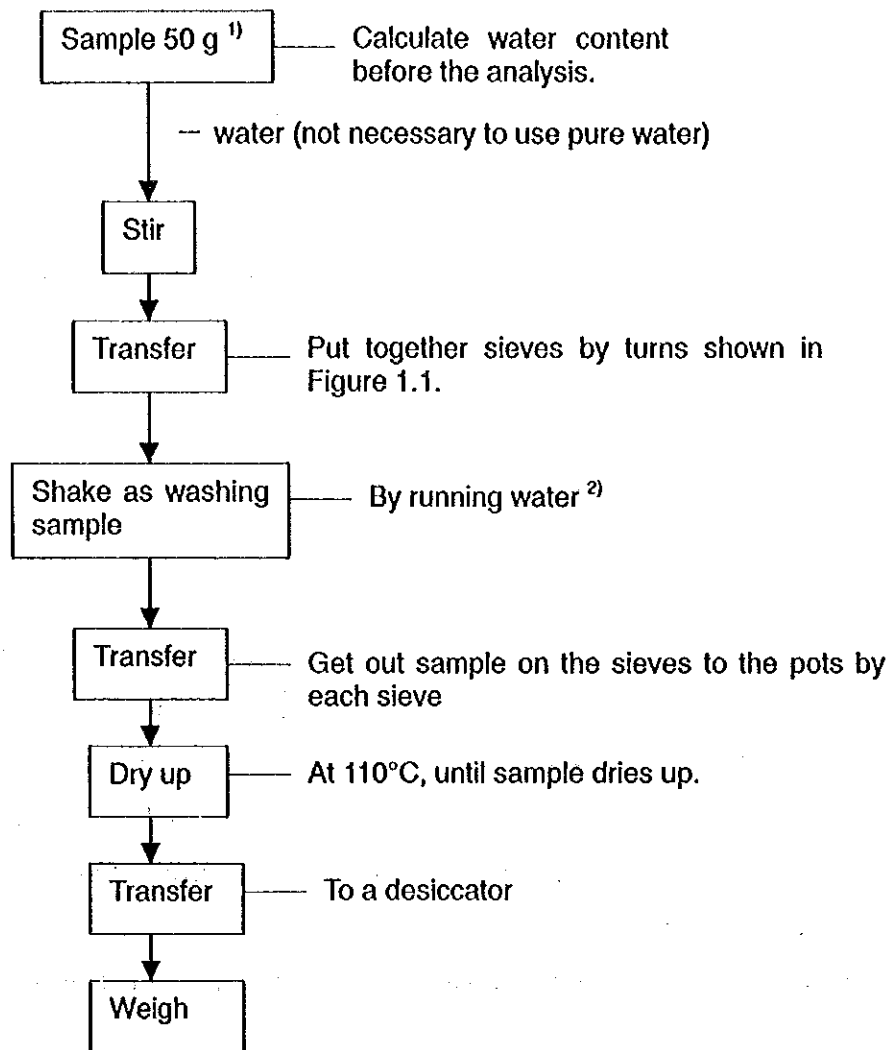 Sample 50 g 1)
Calculate water content
before the analysis.
— water (not necessary to use pure water)
Stir
Transfer
Put together sieves by turns shown in
Figure 1.1.
Shake as washing
sample
By running water 2)
Transfer
Get out sample on the sieves to the pots by
each sieve
Dry up
At 110°C, until sample dries up.
Transfer
To a desiccator
Weigh